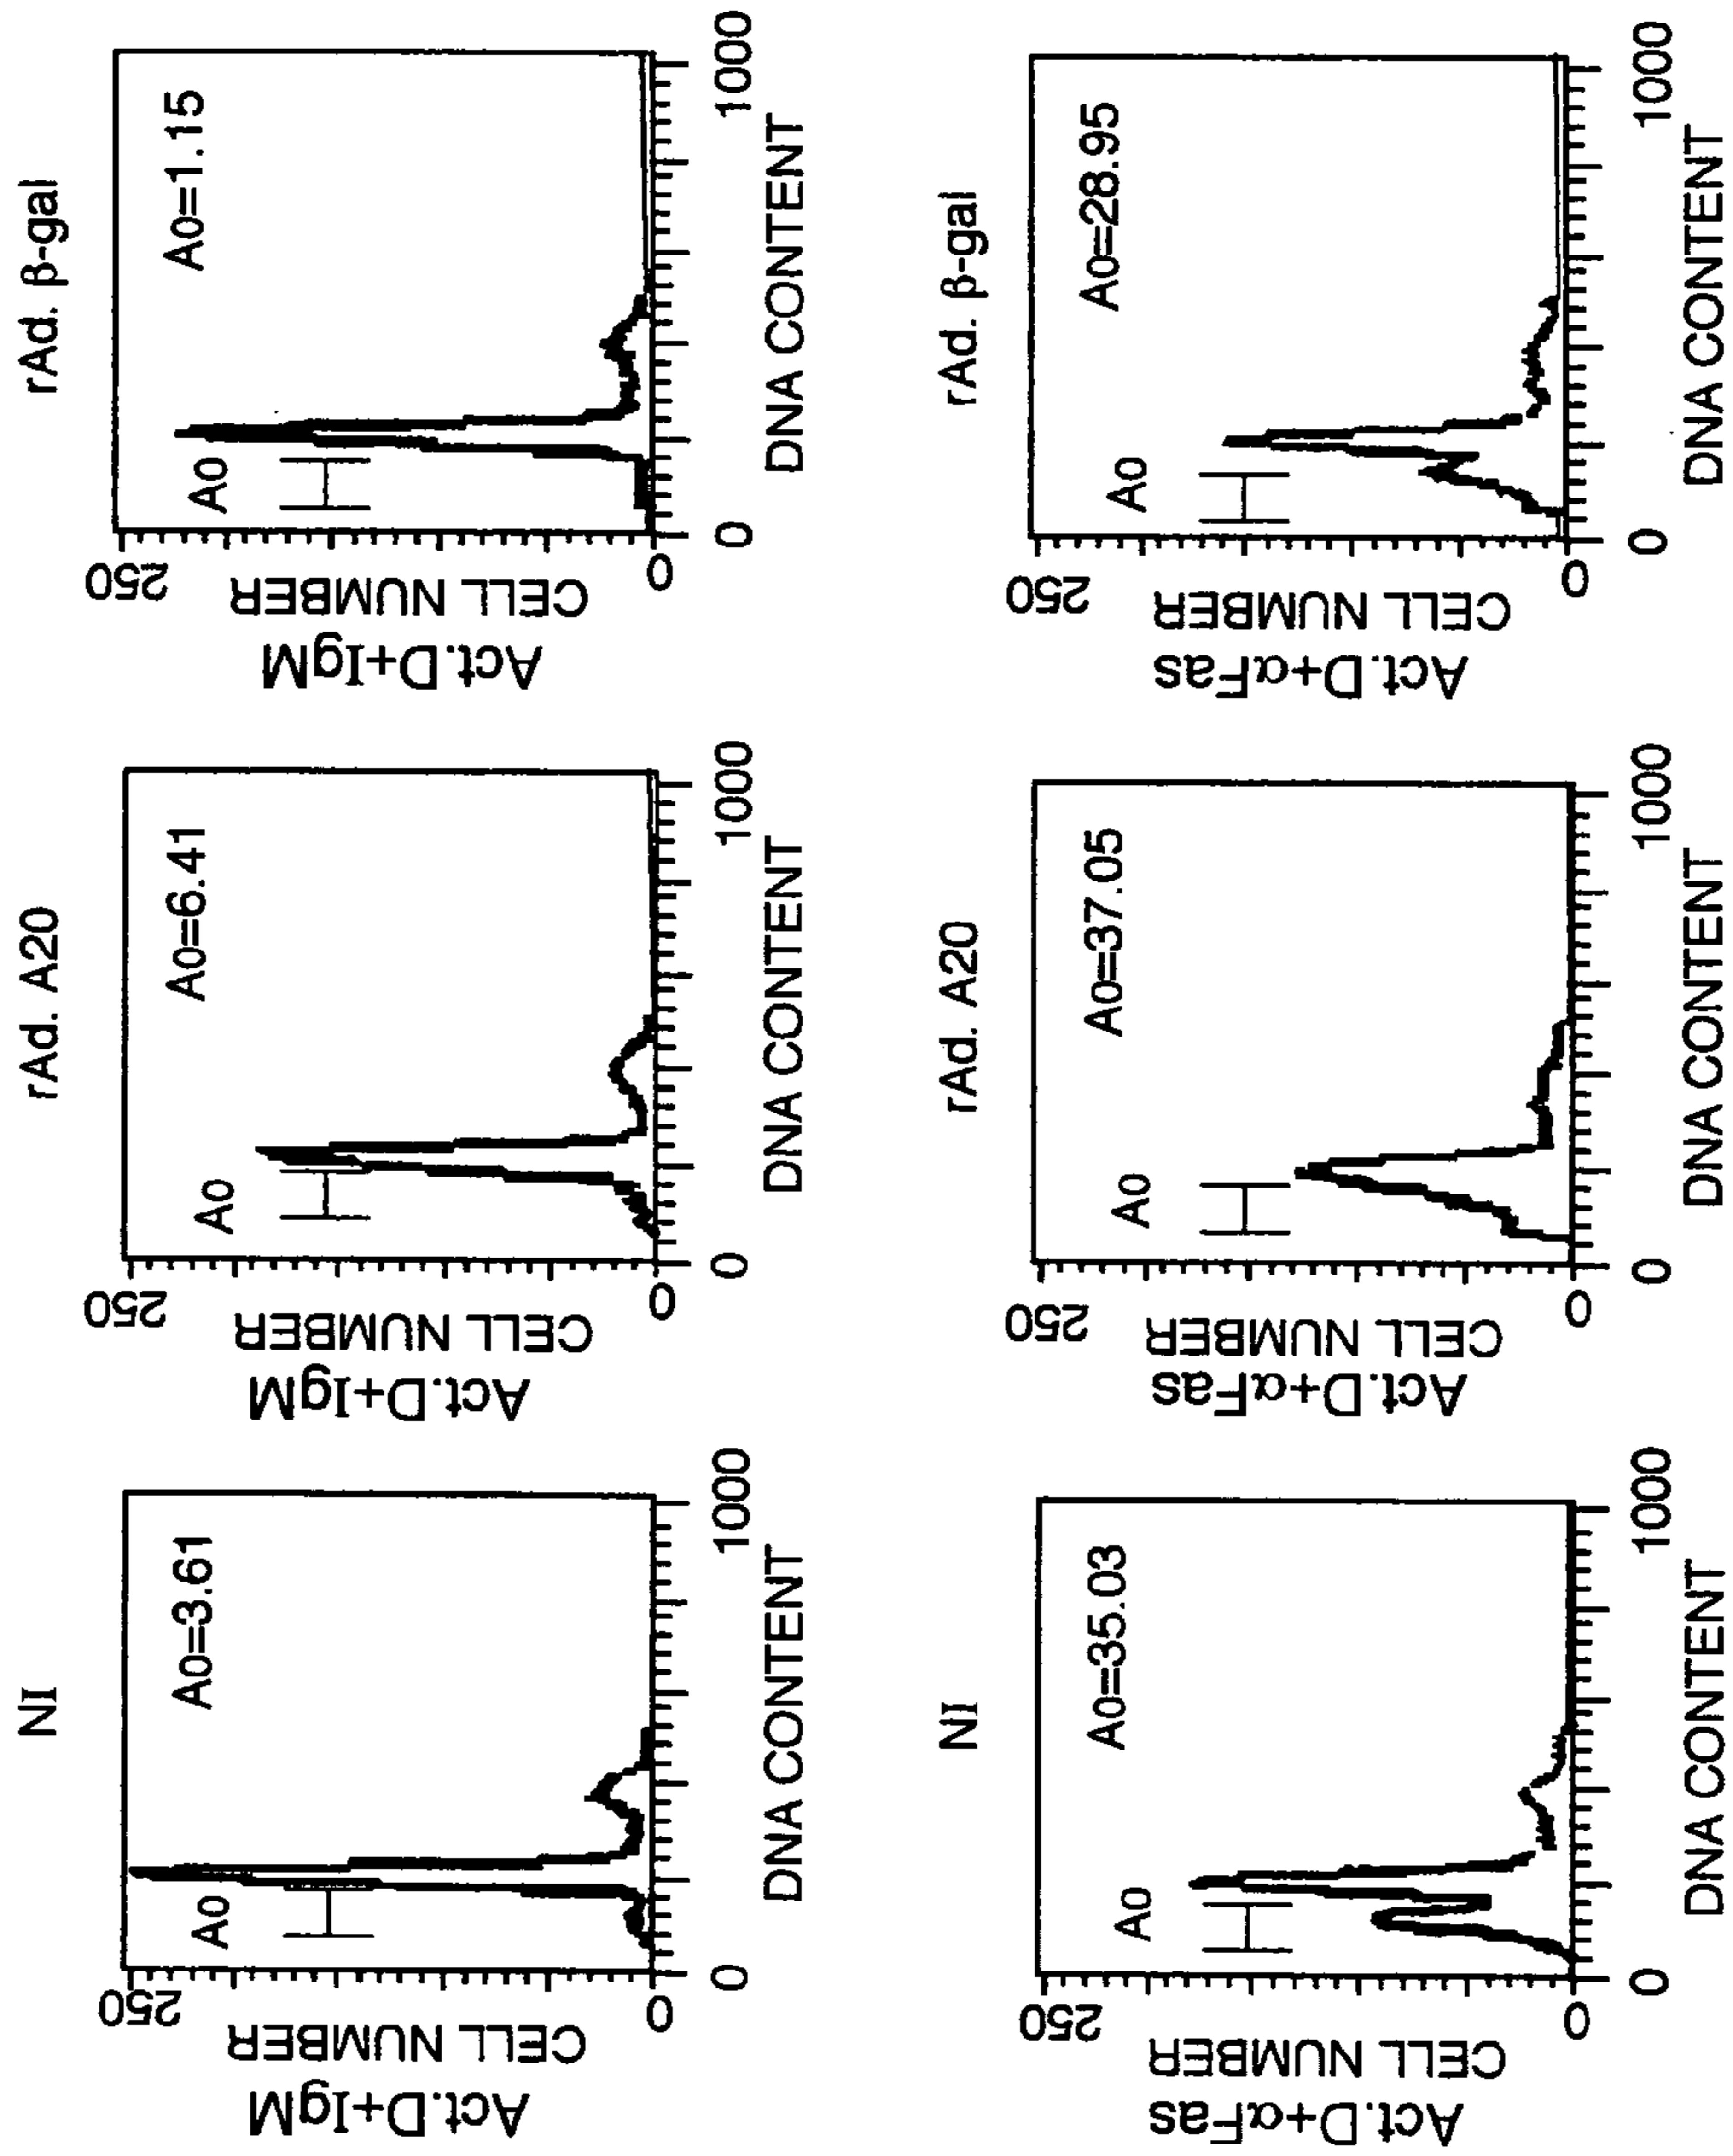 NI
Act.D+IgM
CELL NUMBER
250
0
A0
A0=3.61
0
1000
DNA CONTENT
rAd. A20
Act.D+IgM
CELL NUMBER
250
0
A0
A0=6.41
0
1000
DNA CONTENT
rAd. β-gal
Act.D+IgM
CELL NUMBER
250
0
A0
A0=1.15
0
1000
DNA CONTENT
NI
Act.D+αFas
CELL NUMBER
250
0
A0
A0=35.03
0
1000
DNA CONTENT
rAd. A20
Act.D+αFas
CELL NUMBER
250
0
A0
A0=37.05
0
1000
DNA CONTENT
rAd. β-gal
Act.D+αFas
CELL NUMBER
250
0
A0
A0=28.95
0
1000
DNA CONTENT